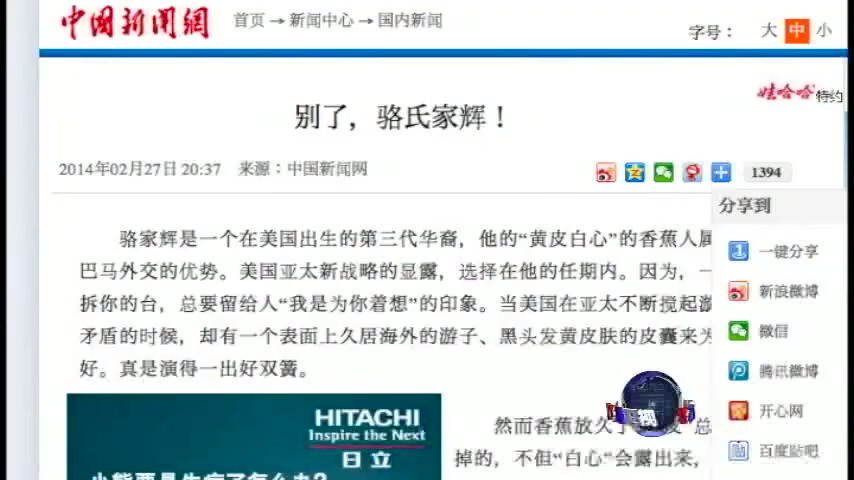 中國新聞網 首页 → 新闻中心 → 国内新闻
字号： 大 中 小
娃哈哈 特约
别了，骆氏家辉！
2014年02月27日 20:37 来源：中国新闻网
1394
分享到
骆家辉是一个在美国出生的第三代华裔，他的“黄皮白心”的香蕉人属
巴马外交的优势。美国亚太新战略的显露，选择在他的任期内。因为，一
拆你的台，总要留给人“我是为你着想”的印象。当美国在亚太不断搅起
矛盾的时候，却有一个表面上久居海外的游子、黑头发黄皮肤的皮囊来为
好。真是演得一出好双簧。
一键分享
新浪微博
微信
腾讯微博
开心网
百度贴吧
HITACHI
Inspire the Next
日立
然而香蕉放久了
总
掉的，不但“白心”会露出来，